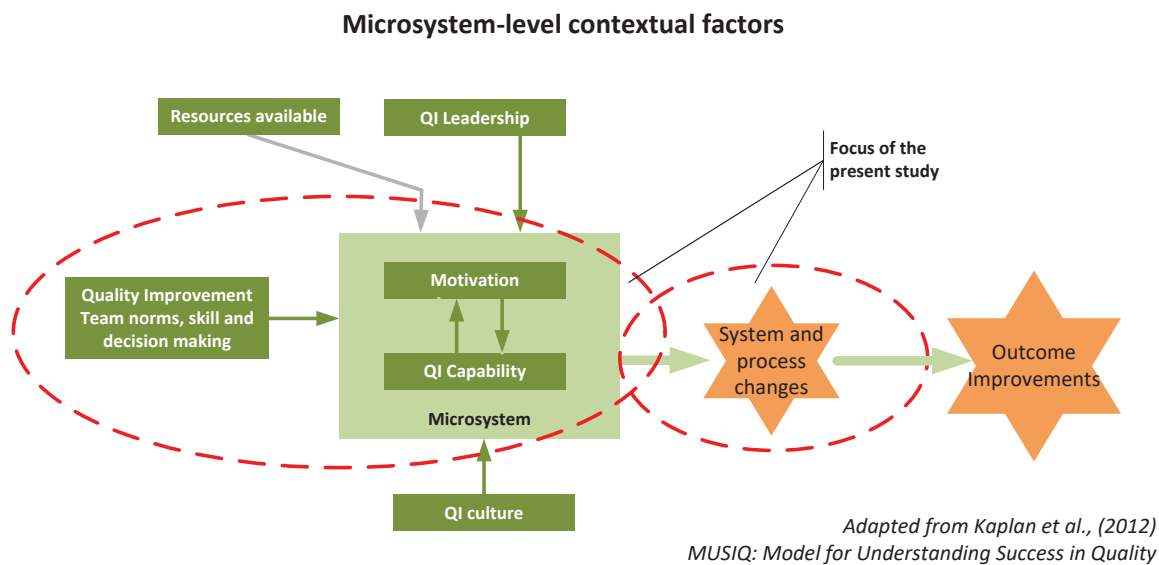 Microsystem-level contextual factors
Resources available
QI Leadership
Focus of the
present study
Motivation
Quality Improvement
Team norms, skill and
decision making
System and
process
changes
Outcome
Improvements
QI Capability
Microsystem
QI culture
Adapted from Kaplan et al., (2012)
MUSIQ: Model for Understanding Success in Quality